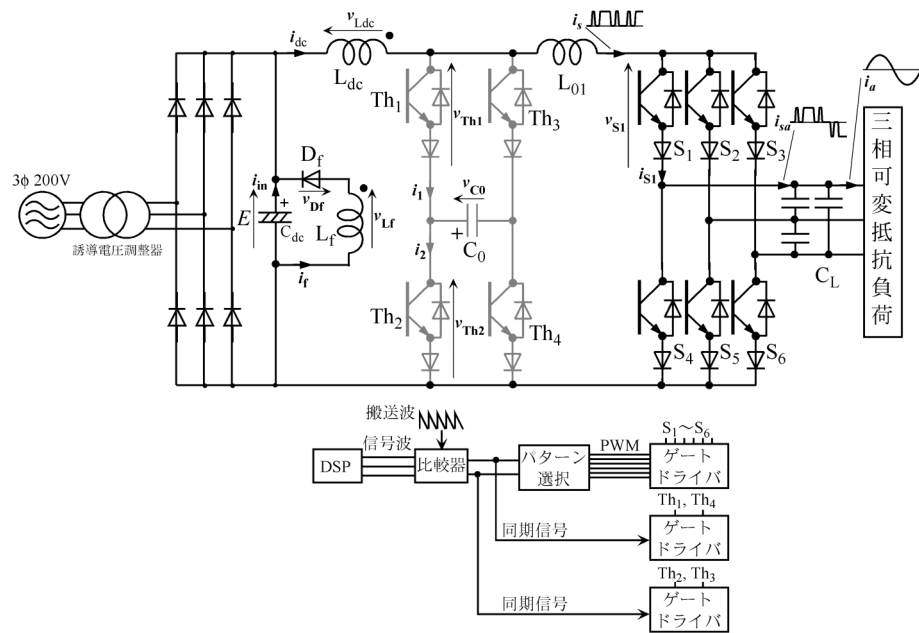 v_Ldc
i_dc
L_dc
i_s
L_01
Th_1
v_Th1
Th_3
v_S1
S_1
S_2
S_3
i_sa
i_a
3φ 200V
誘導電圧調整器
i_in
E
C_dc
D_f
v_Df
L_f
v_Lf
i_f
i_1
i_2
v_C0
C_0
i_S1
C_L
三相可変抵抗負荷
Th_2
v_Th2
Th_4
S_4
S_5
S_6
搬送波
信号波
DSP
比較器
パターン
選択
PWM
S_1～S_6
ゲート
ドライバ
同期信号
Th_1, Th_4
ゲート
ドライバ
同期信号
Th_2, Th_3
ゲート
ドライバ